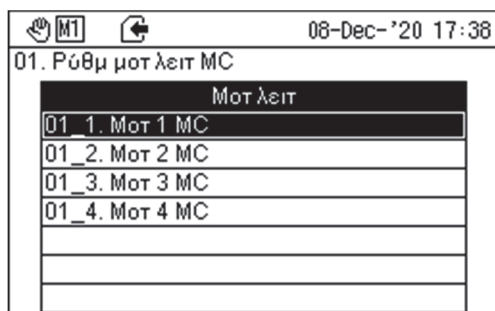 M1 08-Dec-'20 17:38
01. Ρύθμ μοτ λειτ MC
Μοτ λειτ
01_1. Μοτ 1 MC
01_2. Μοτ 2 MC
01_3. Μοτ 3 MC
01_4. Μοτ 4 MC